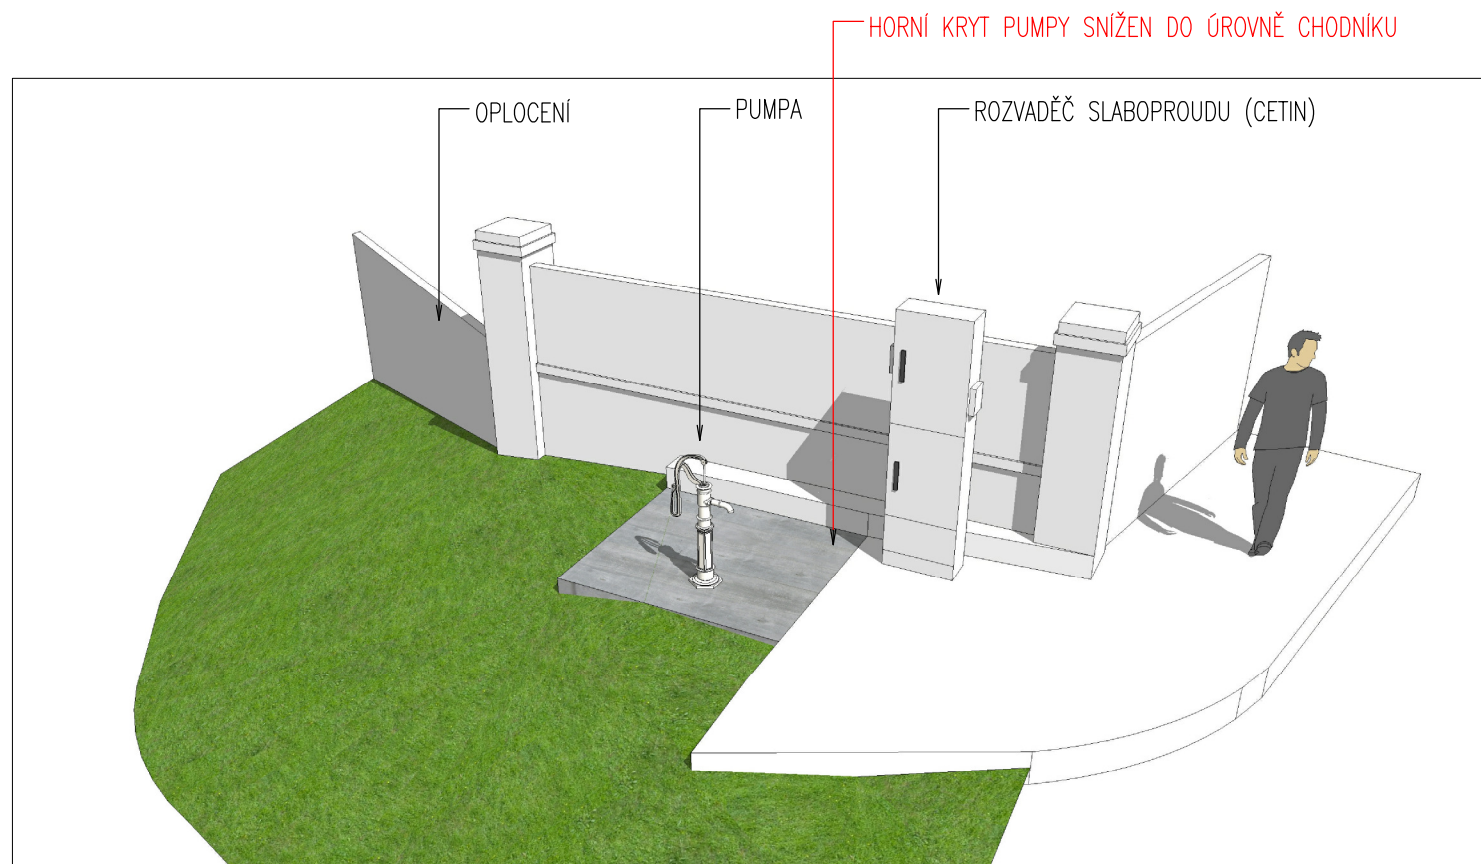 HORNÍ KRYT PUMPY SNÍŽEN DO ÚROVNĚ CHODNÍKU
OPLOCENÍ
PUMPA
ROZVADĚČ SLABOPROUDU (CETIN)